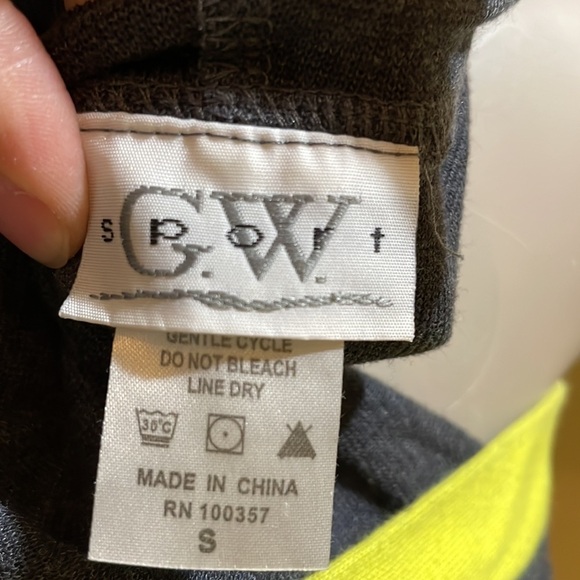 G.W.
sport
GENTLE CYCLE
DO NOT BLEACH
LINE DRY
30°C
MADE IN CHINA
RN 100357
S